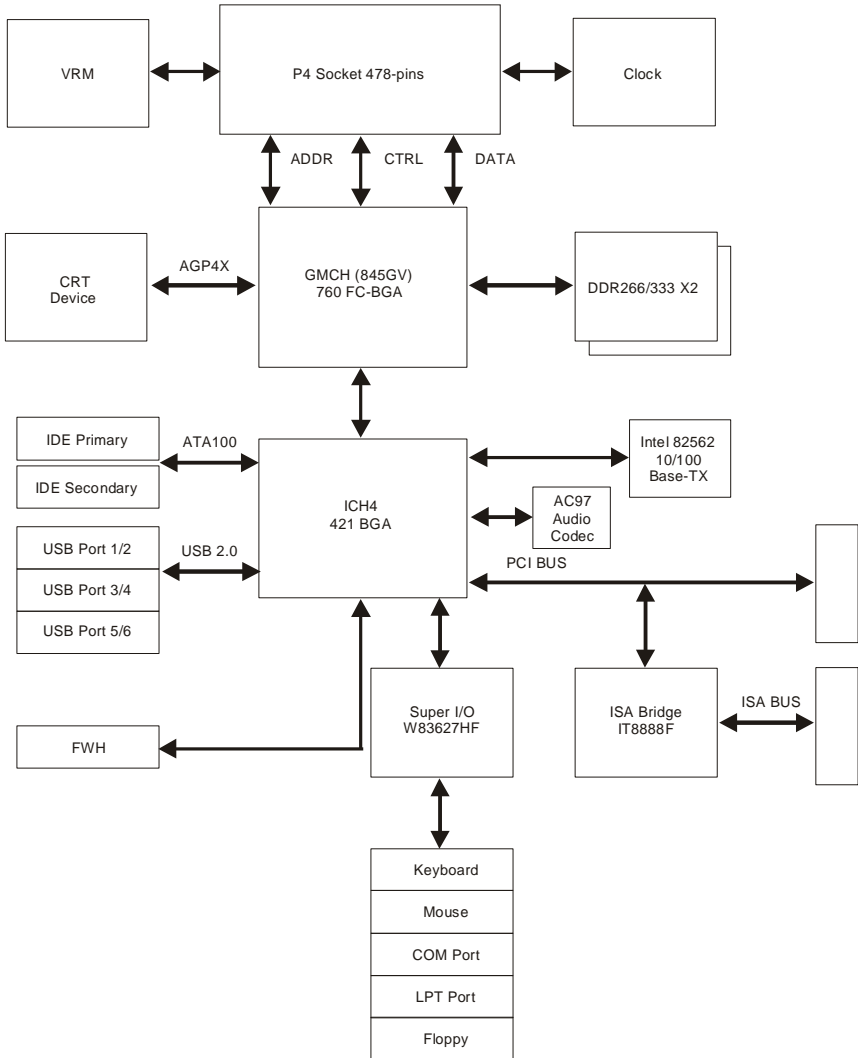 VRM
P4 Socket 478-pins
Clock
ADDR
CTRL
DATA
CRT
Device
AGP4X
GMCH (845GV)
760 FC-BGA
DDR266/333 X2
IDE Primary
ATA100
IDE Secondary
ICH4
421 BGA
Intel 82562
10/100
Base-TX
AC97
Audio
Codec
USB Port 1/2
USB 2.0
USB Port 3/4
USB Port 5/6
PCI BUS
FWH
Super I/O
W83627HF
ISA Bridge
IT8888F
ISA BUS
Keyboard
Mouse
COM Port
LPT Port
Floppy